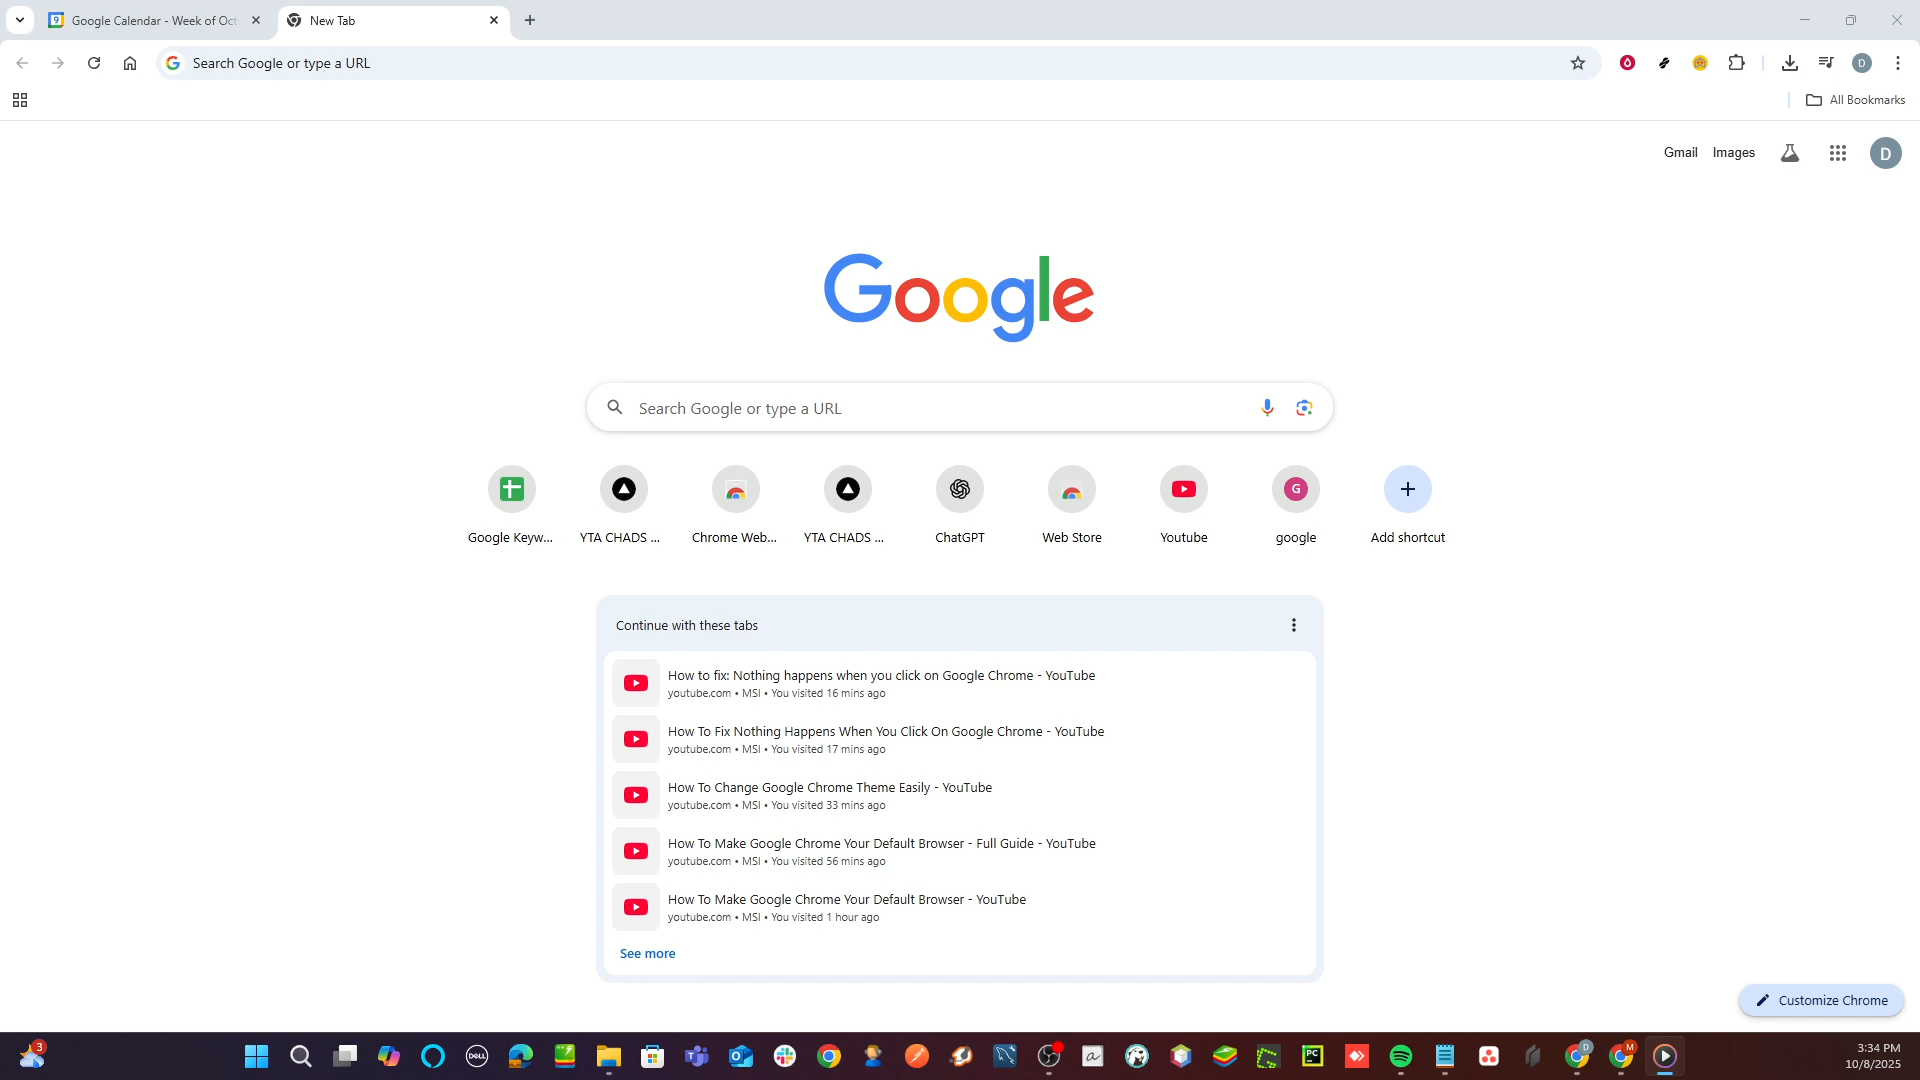 Google Calendar - Week of Oct
New Tab
Search Google or type a URL
D
All Bookmarks
Gmail
Images
D
Google
Search Google or type a URL
G
Google Keyw...
YTA CHADS ...
Chrome Web...
YTA CHADS ...
ChatGPT
Web Store
Youtube
google
Add shortcut
Continue with these tabs
How to fix: Nothing happens when you click on Google Chrome - YouTube
youtube.com • MSI • You visited 16 mins ago
How To Fix Nothing Happens When You Click On Google Chrome - YouTube
youtube.com • MSI • You visited 17 mins ago
How To Change Google Chrome Theme Easily - YouTube
youtube.com • MSI • You visited 33 mins ago
How To Make Google Chrome Your Default Browser - Full Guide - YouTube
youtube.com • MSI • You visited 56 mins ago
How To Make Google Chrome Your Default Browser - YouTube
youtube.com • MSI • You visited 1 hour ago
See more
Customize Chrome
3
DELL
PC
D
M
3:34 PM
10/8/2025